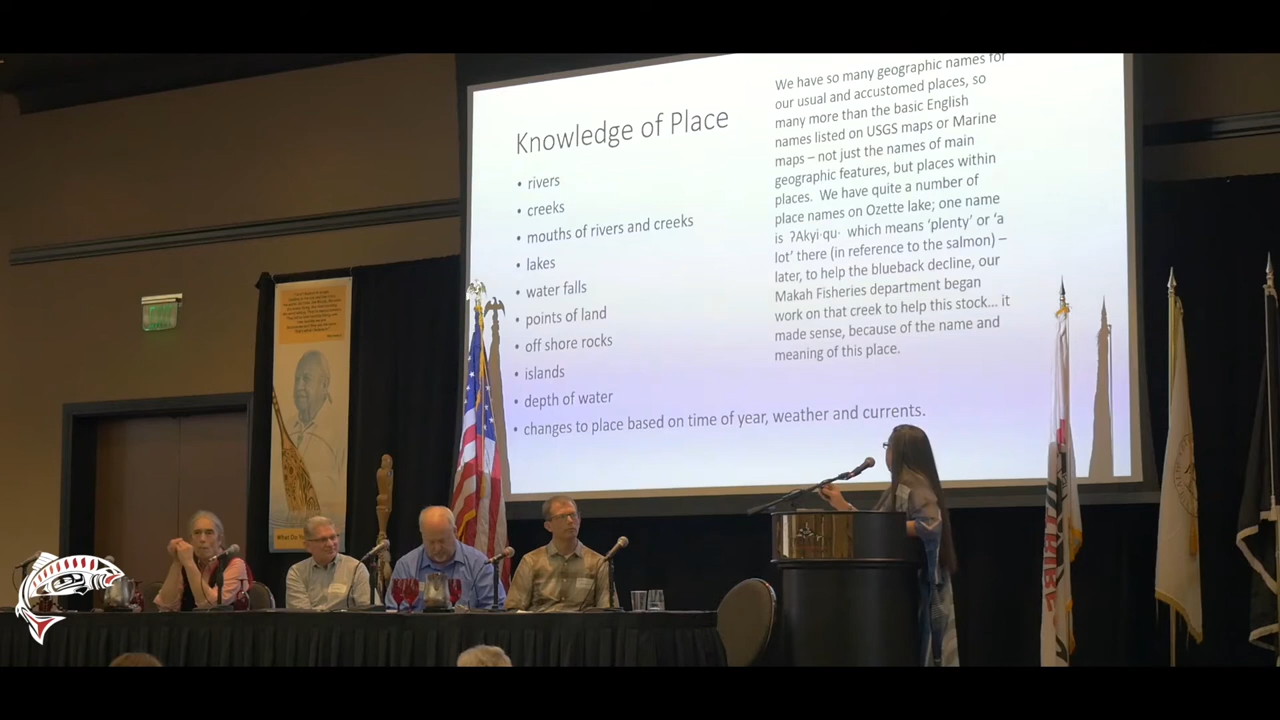 Knowledge of Place
• rivers
• creeks
• mouths of rivers and creeks
• lakes
• water falls
• points of land
• off shore rocks
• islands
• depth of water
• changes to place based on time of year, weather and currents.
We have so many geographic names for
our usual and accustomed places, so
many more than the basic English
names listed on USGS maps or Marine
maps – not just the names of main
geographic features, but places within
places. We have quite a number of
place names on Ozette lake; one name
is ʔAkyi·qu· which means ‘plenty’ or ‘a
lot’ there (in reference to the salmon) –
later, to help the blueback decline, our
Makah Fisheries department began
work on that creek to help this stock... it
made sense, because of the name and
meaning of this place.
What Do
TRIBE